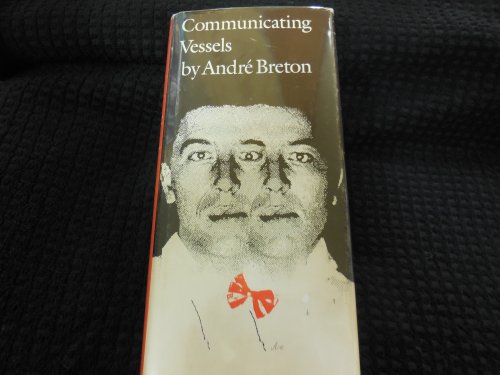 Communicating
Vessels
by André Breton